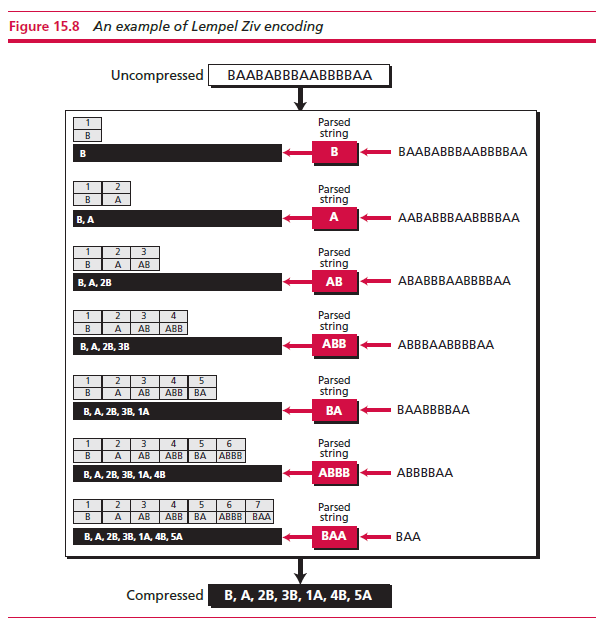 Figure 15.8 An example of Lempel Ziv encoding
Uncompressed BAABABBBAABBBBAA
1
B
Parsed
string
B
B
BAABABBBAABBBBAA
1 2
B A
Parsed
string
B, A
A
AABABBBAABBBBAA
1 2 3
B A AB
Parsed
string
B, A, 2B
AB
ABABBBAABBBBAA
1 2 3 4
B A AB ABB
Parsed
string
B, A, 2B, 3B
ABB
ABBBAABBBBAA
1 2 3 4 5
B A AB ABB BA
Parsed
string
B, A, 2B, 3B, 1A
BA
BAABBBBAA
1 2 3 4 5 6
B A AB ABB BA ABBB
Parsed
string
B, A, 2B, 3B, 1A, 4B
ABBB
ABBBBAA
1 2 3 4 5 6 7
B A AB ABB BA ABBB BAA
Parsed
string
B, A, 2B, 3B, 1A, 4B, 5A
BAA
BAA
Compressed B, A, 2B, 3B, 1A, 4B, 5A